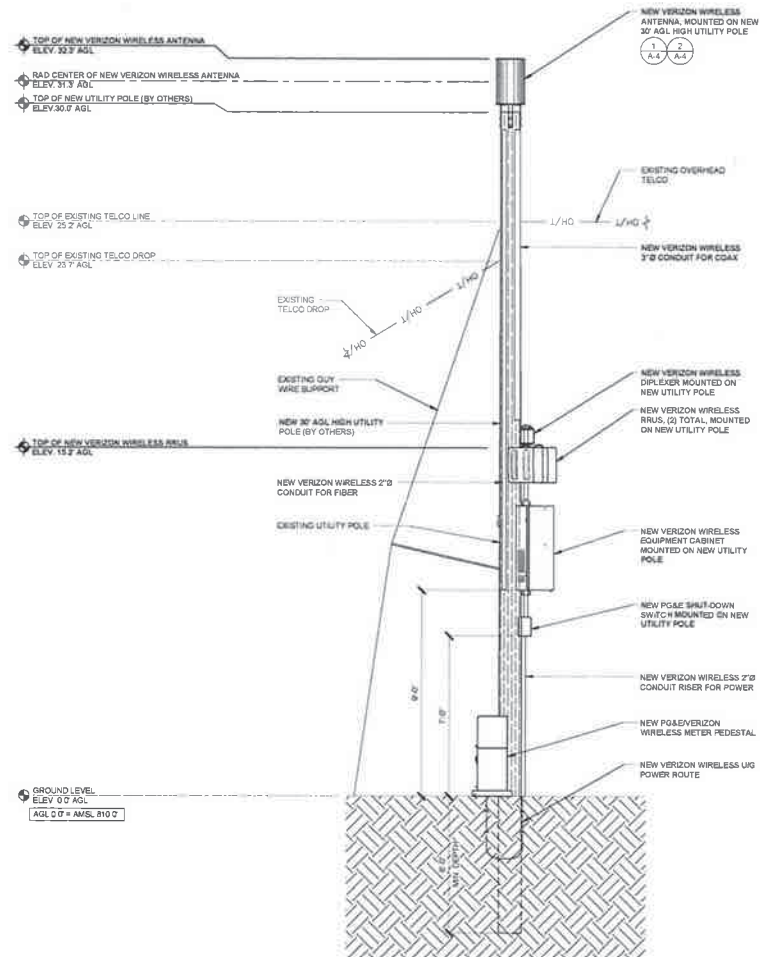 TOP OF NEW VERIZON WIRELESS ANTENNA
ELEV. 32.3' AGL
RAD CENTER OF NEW VERIZON WIRELESS ANTENNA
ELEV. 31.3' AGL
TOP OF NEW UTILITY POLE (BY OTHERS)
ELEV. 30.0' AGL
NEW VERIZON WIRELESS
ANTENNA, MOUNTED ON NEW
30' AGL HIGH UTILITY POLE
1
A-4
2
A-4
EXISTING OVERHEAD
TELCO
TOP OF EXISTING TELCO LINE
ELEV 25.2' AGL
T/HO
T/HO
NEW VERIZON WIRELESS
3"Ø CONDUIT FOR COAX
TOP OF EXISTING TELCO DROP
ELEV 23.7' AGL
EXISTING
TELCO DROP
T/HO
T/HO
T/HO
EXISTING GUY
WIRE SUPPORT
NEW VERIZON WIRELESS
DIPLEXER MOUNTED ON
NEW UTILITY POLE
NEW 30' AGL HIGH UTILITY
POLE (BY OTHERS)
NEW VERIZON WIRELESS
RRUS, (2) TOTAL, MOUNTED
ON NEW UTILITY POLE
TOP OF NEW VERIZON WIRELESS RRUS
ELEV. 15.2' AGL
NEW VERIZON WIRELESS 2"Ø
CONDUIT FOR FIBER
EXISTING UTILITY POLE
NEW VERIZON WIRELESS
EQUIPMENT CABINET
MOUNTED ON NEW UTILITY
POLE
NEW PG&E SHUT-DOWN
SWITCH MOUNTED ON NEW
UTILITY POLE
9'-0"
7'-0"
NEW VERIZON WIRELESS 2"Ø
CONDUIT RISER FOR POWER
NEW PG&E/VERIZON
WIRELESS METER PEDESTAL
NEW VERIZON WIRELESS U/G
POWER ROUTE
GROUND LEVEL
ELEV 0.0' AGL
AGL 0.0' = AMSL 810.0'
6'-0"
MIN. DEPTH